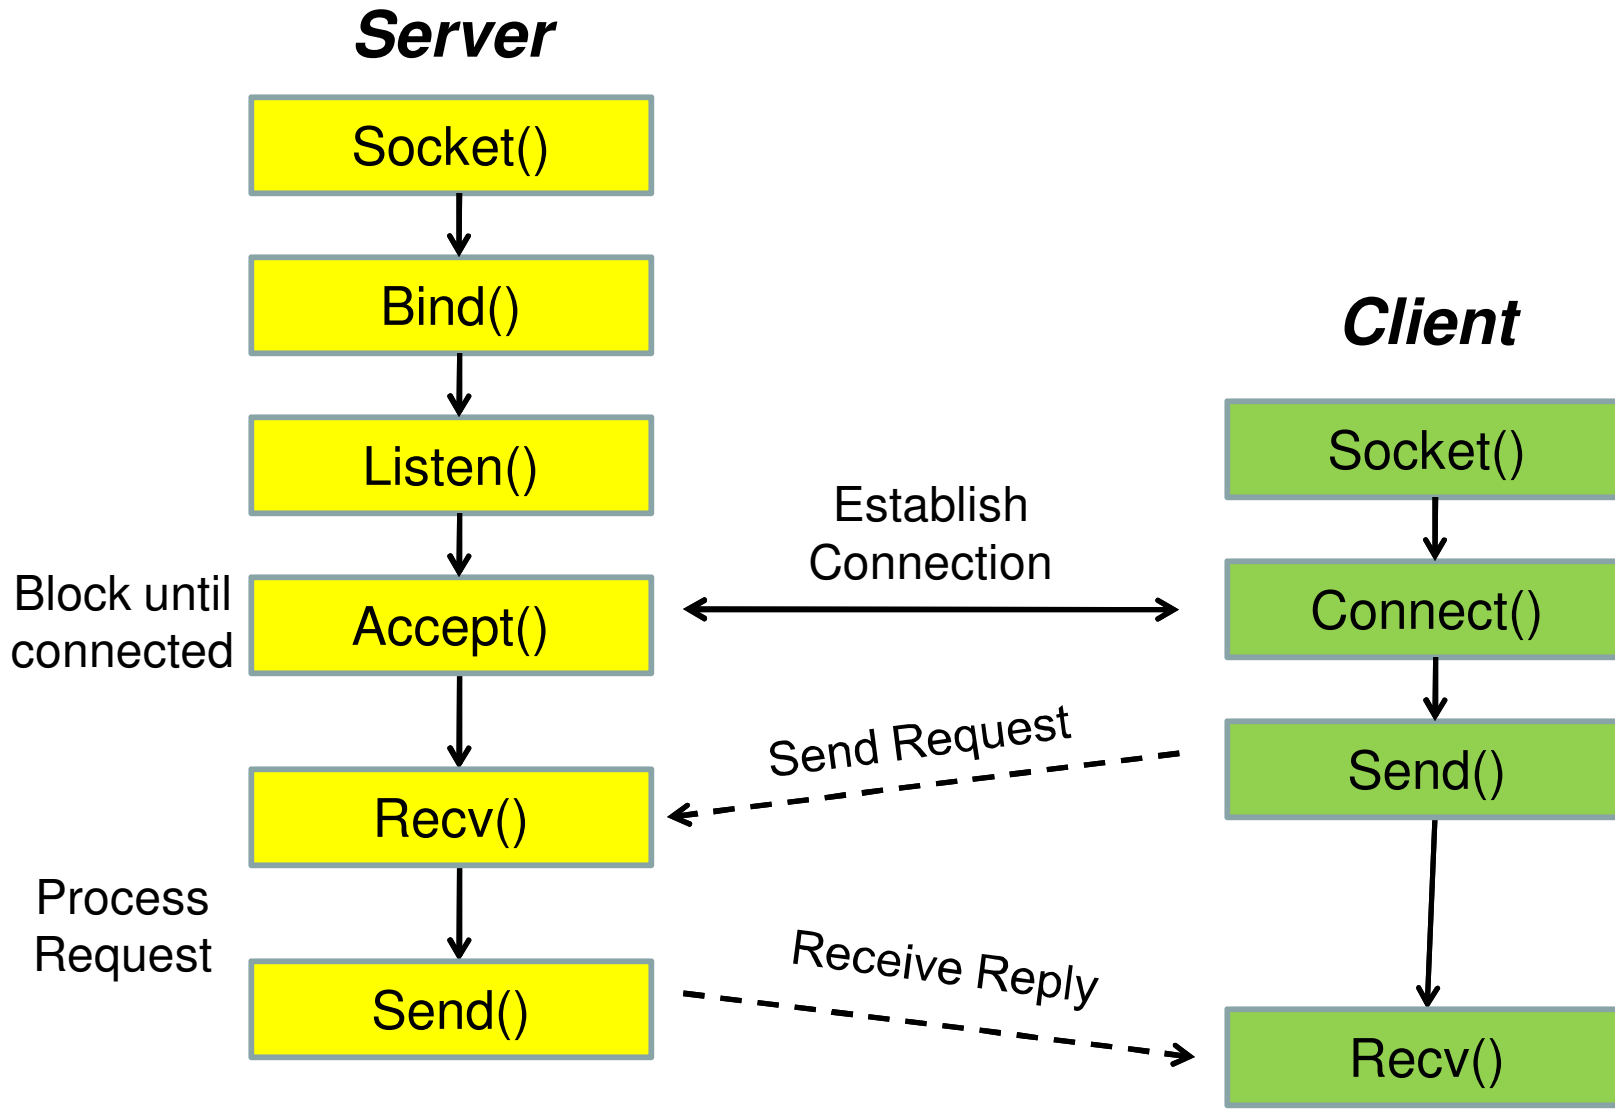 Server
Socket()
Bind()
Client
Listen()
Socket()
Establish
Connection
Block until
connected
Accept()
Connect()
Send Request
Send()
Recv()
Process
Request
Receive Reply
Send()
Recv()